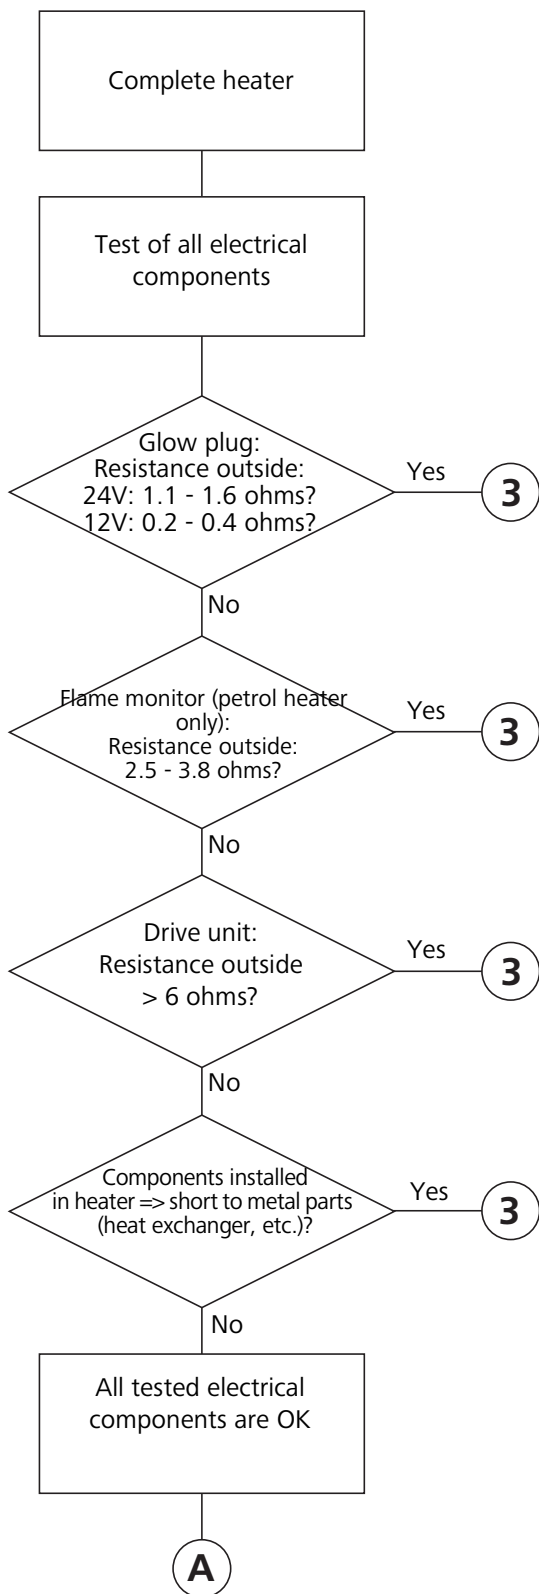 Complete heater
Test of all electrical
components
Glow plug:
Resistance outside:
24V: 1.1 - 1.6 ohms?
12V: 0.2 - 0.4 ohms?
Yes
3
No
Flame monitor (petrol heater
only):
Resistance outside:
2.5 - 3.8 ohms?
Yes
3
No
Drive unit:
Resistance outside
> 6 ohms?
Yes
3
No
Components installed
in heater => short to metal parts
(heat exchanger, etc.)?
Yes
3
No
All tested electrical
components are OK
A